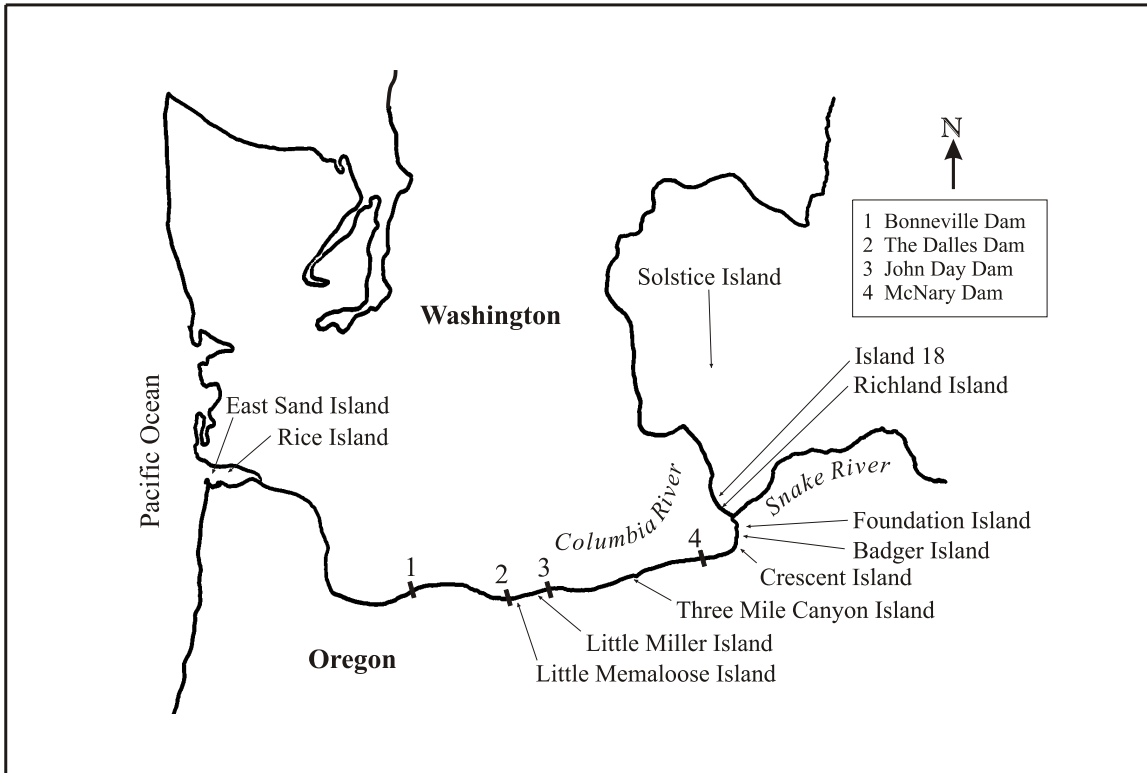 N
1 Bonneville Dam
2 The Dalles Dam
3 John Day Dam
4 McNary Dam
Solstice Island
Washington
Island 18
Richland Island
Pacific Ocean
East Sand Island
Rice Island
Snake River
Columbia River
Foundation Island
Badger Island
Crescent Island
4
1
2
3
Three Mile Canyon Island
Little Miller Island
Oregon
Little Memaloose Island